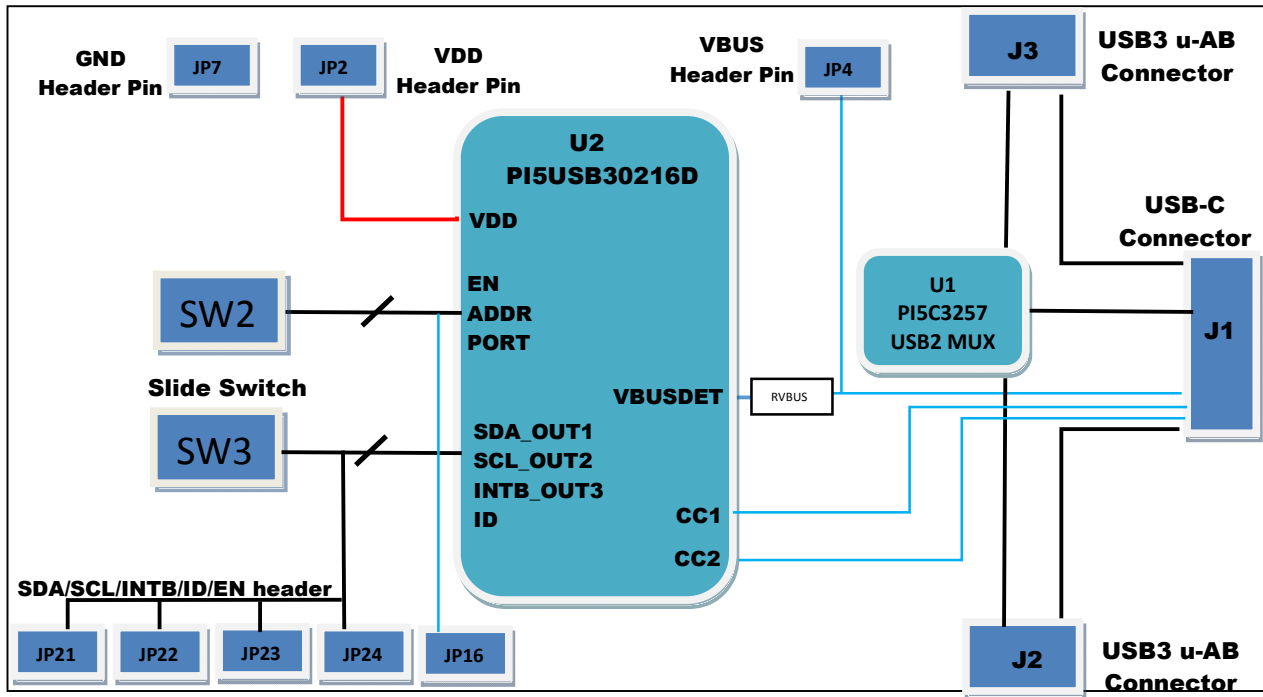 GND
Header Pin
JP7
JP2
VDD
Header Pin
VBUS
Header Pin
JP4
J3
USB3 u-AB
Connector
U2
PI5USB30216D
VDD
EN
ADDR
PORT
VBUSDET
SDA_OUT1
SCL_OUT2
INTB_OUT3
ID
CC1
CC2
SW2
Slide Switch
SW3
RVBUS
U1
PI5C3257
USB2 MUX
USB-C
Connector
J1
SDA/SCL/INTB/ID/EN header
JP21
JP22
JP23
JP24
JP16
J2
USB3 u-AB
Connector